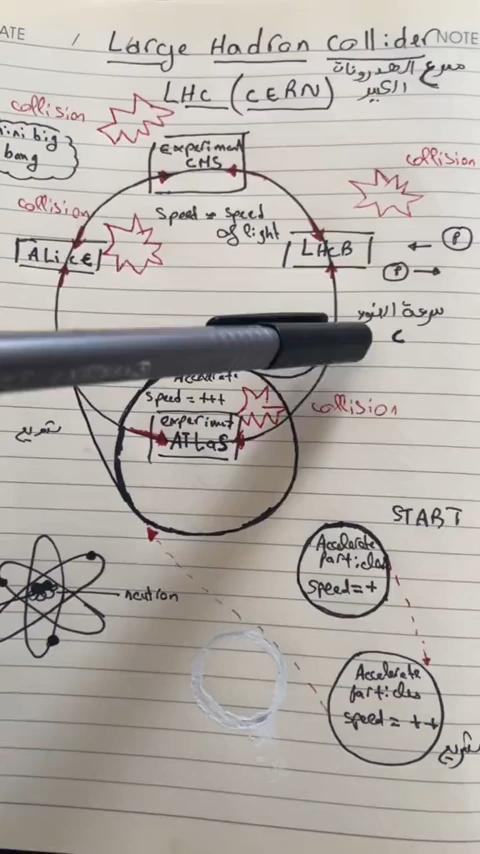 ATE / Large Hadron Collider NOTE
مسرع الهدرونات
الكبير
LHC (CERN)
collision
mini big
bang
experiment
CMS
collision
collision
Speed = speed
of light
ALiCE
LHCB
P
P
سرعة الضوء
c
Accelerate
speed = +++
collision
experiment
ATLaS
تسريع
START
Accelerate
particles
speed = +
neutron
Accelerate
particles
speed = ++
تسريع